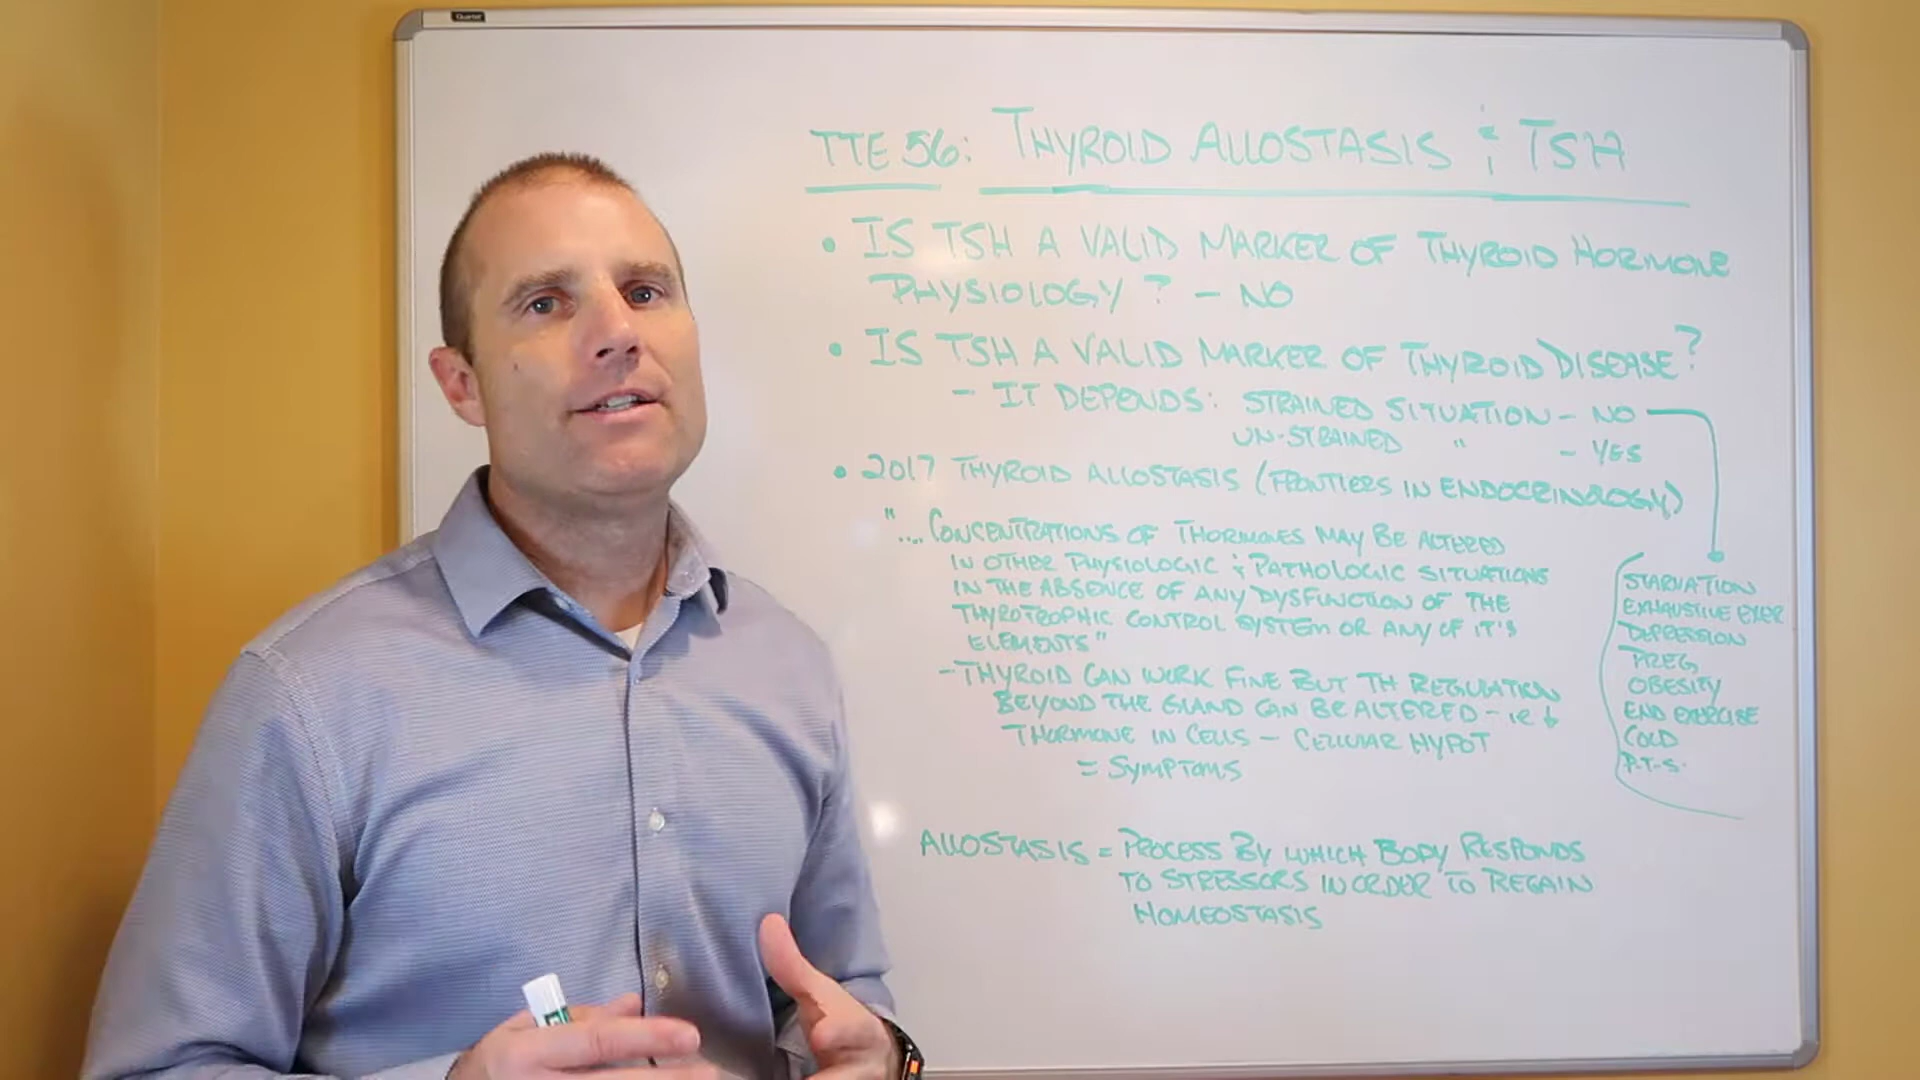 Quartet
TTE 56: THYROID ALLOSTASIS & TSH
• IS TSH A VALID MARKER OF THYROID HORMONE
PHYSIOLOGY? - NO
• IS TSH A VALID MARKER OF THYROID DISEASE?
- IT DEPENDS: STRAINED SITUATION - NO
UN-STRAINED " - YES
• 2017 THYROID ALLOSTASIS (FRONTIERS IN ENDOCRINOLOGY)
".... CONCENTRATIONS OF THORMONES MAY BE ALTERED
IN OTHER PHYSIOLOGIC & PATHOLOGIC SITUATIONS
IN THE ABSENCE OF ANY DYSFUNCTION OF THE
THYROTROPHIC CONTROL SYSTEM OR ANY OF IT'S
ELEMENTS"
- THYROID CAN WORK FINE BUT TH REGULATION
BEYOND THE GLAND CAN BE ALTERED - ie ↓
THORMONE IN CELLS - CELLULAR HYPOT
= SYMPTOMS
STARVATION
EXHAUSTIVE EXER
DEPRESSION
PREG
OBESITY
END EXERCISE
COLD
P.T.S.
ALLOSTASIS = PROCESS BY WHICH BODY RESPONDS
TO STRESSORS IN ORDER TO REGAIN
HOMEOSTASIS